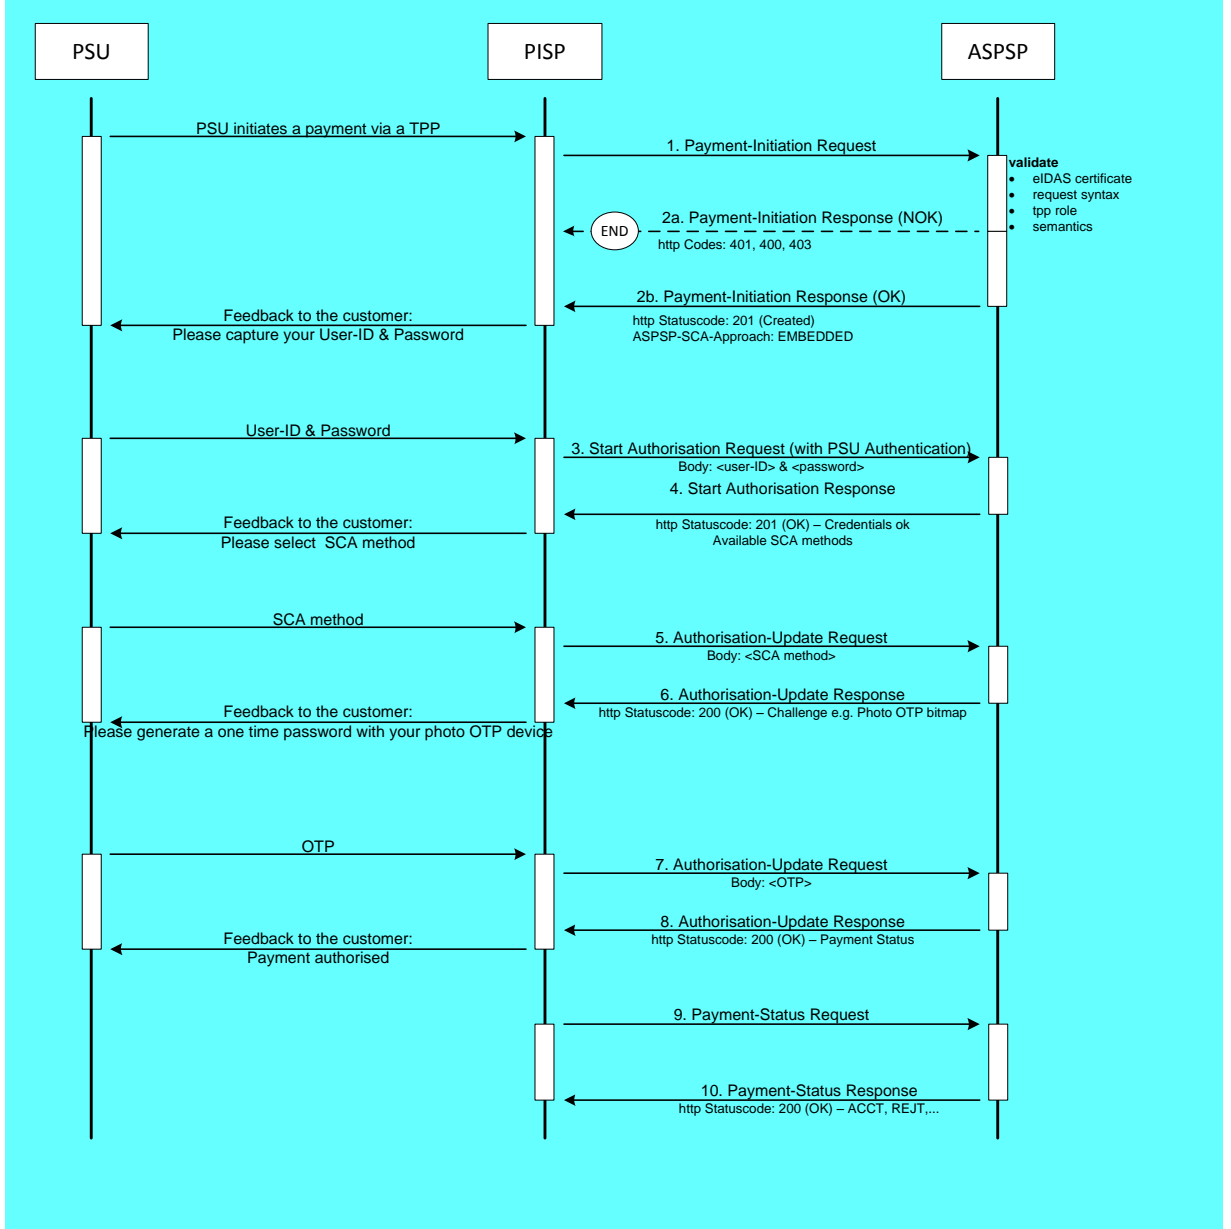 PSU
PISP
ASPSP
PSU initiates a payment via a TPP
1. Payment-Initiation Request
validate
• eIDAS certificate
• request syntax
• tpp role
• semantics
2a. Payment-Initiation Response (NOK)
END
http Codes: 401, 400, 403
2b. Payment-Initiation Response (OK)
http Statuscode: 201 (Created)
ASPSP-SCA-Approach: EMBEDDED
Feedback to the customer:
Please capture your User-ID & Password
User-ID & Password
3. Start Authorisation Request (with PSU Authentication)
Body: <user-ID> & <password>
4. Start Authorisation Response
http Statuscode: 201 (OK) – Credentials ok
Available SCA methods
Feedback to the customer:
Please select  SCA method
SCA method
5. Authorisation-Update Request
Body: <SCA method>
6. Authorisation-Update Response
http Statuscode: 200 (OK) – Challenge e.g. Photo OTP bitmap
Feedback to the customer:
Please generate a one time password with your photo OTP device
OTP
7. Authorisation-Update Request
Body: <OTP>
8. Authorisation-Update Response
http Statuscode: 200 (OK) – Payment Status
Feedback to the customer:
Payment authorised
9. Payment-Status Request
10. Payment-Status Response
http Statuscode: 200 (OK) – ACCT, REJT,...